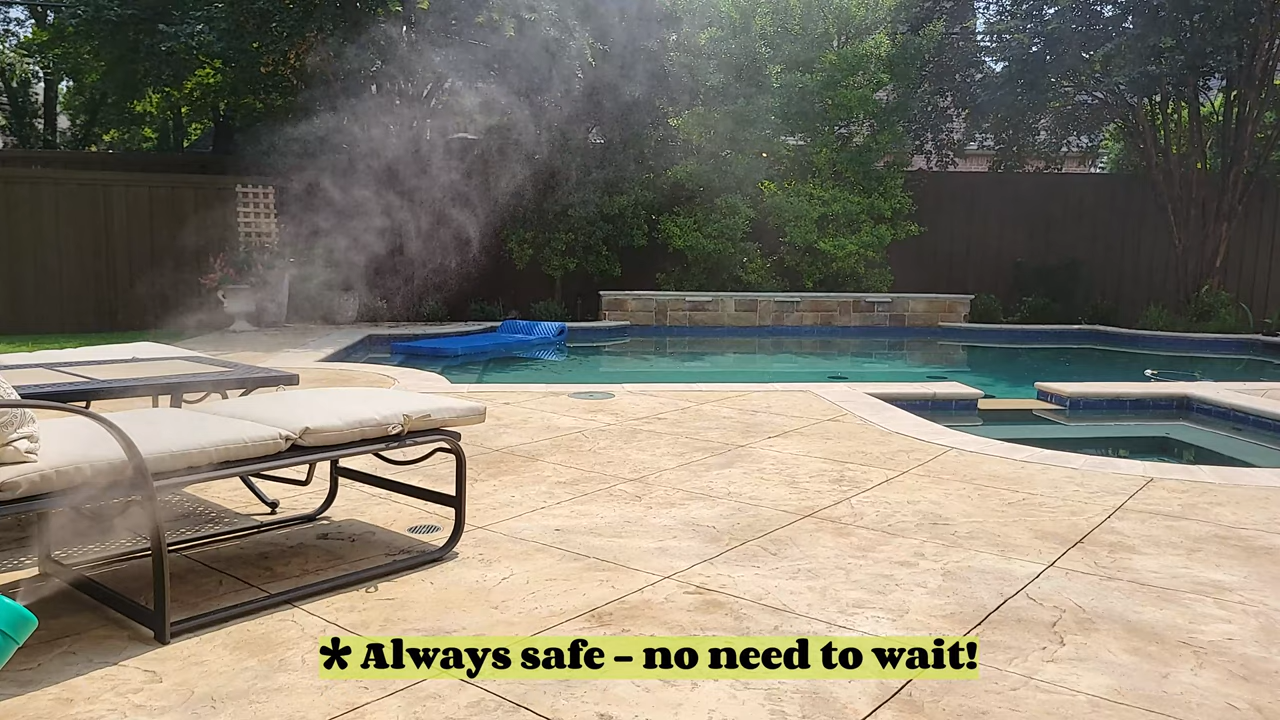 * Always safe – no need to wait!